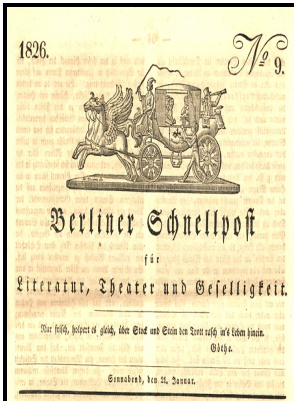 1826.
No 9.
Berliner Schnellpost
für
Literatur, Theater und Geselligkeit.
Nur frisch, holpert es gleich, über Stock und Stein den Trott rasch in's Leben hinein.
Göthe.
Sonnabend, den 21. Januar.